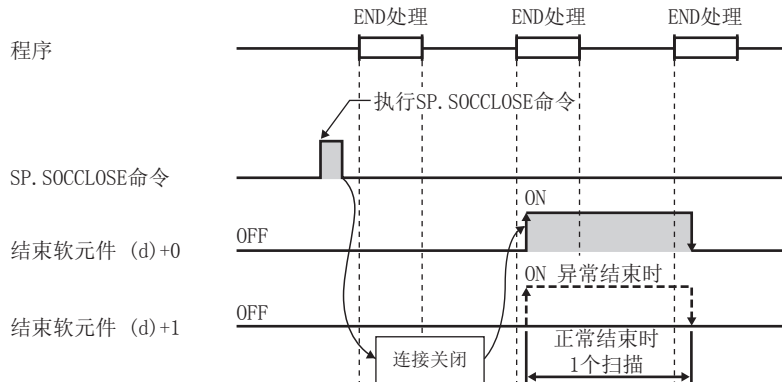 END处理 END处理 END处理
程序
执行SP.SOCCLOSE命令
SP.SOCCLOSE命令
ON
OFF
结束软元件 (d)+0
ON 异常结束时
OFF
结束软元件 (d)+1
正常结束时
连接关闭
1个扫描